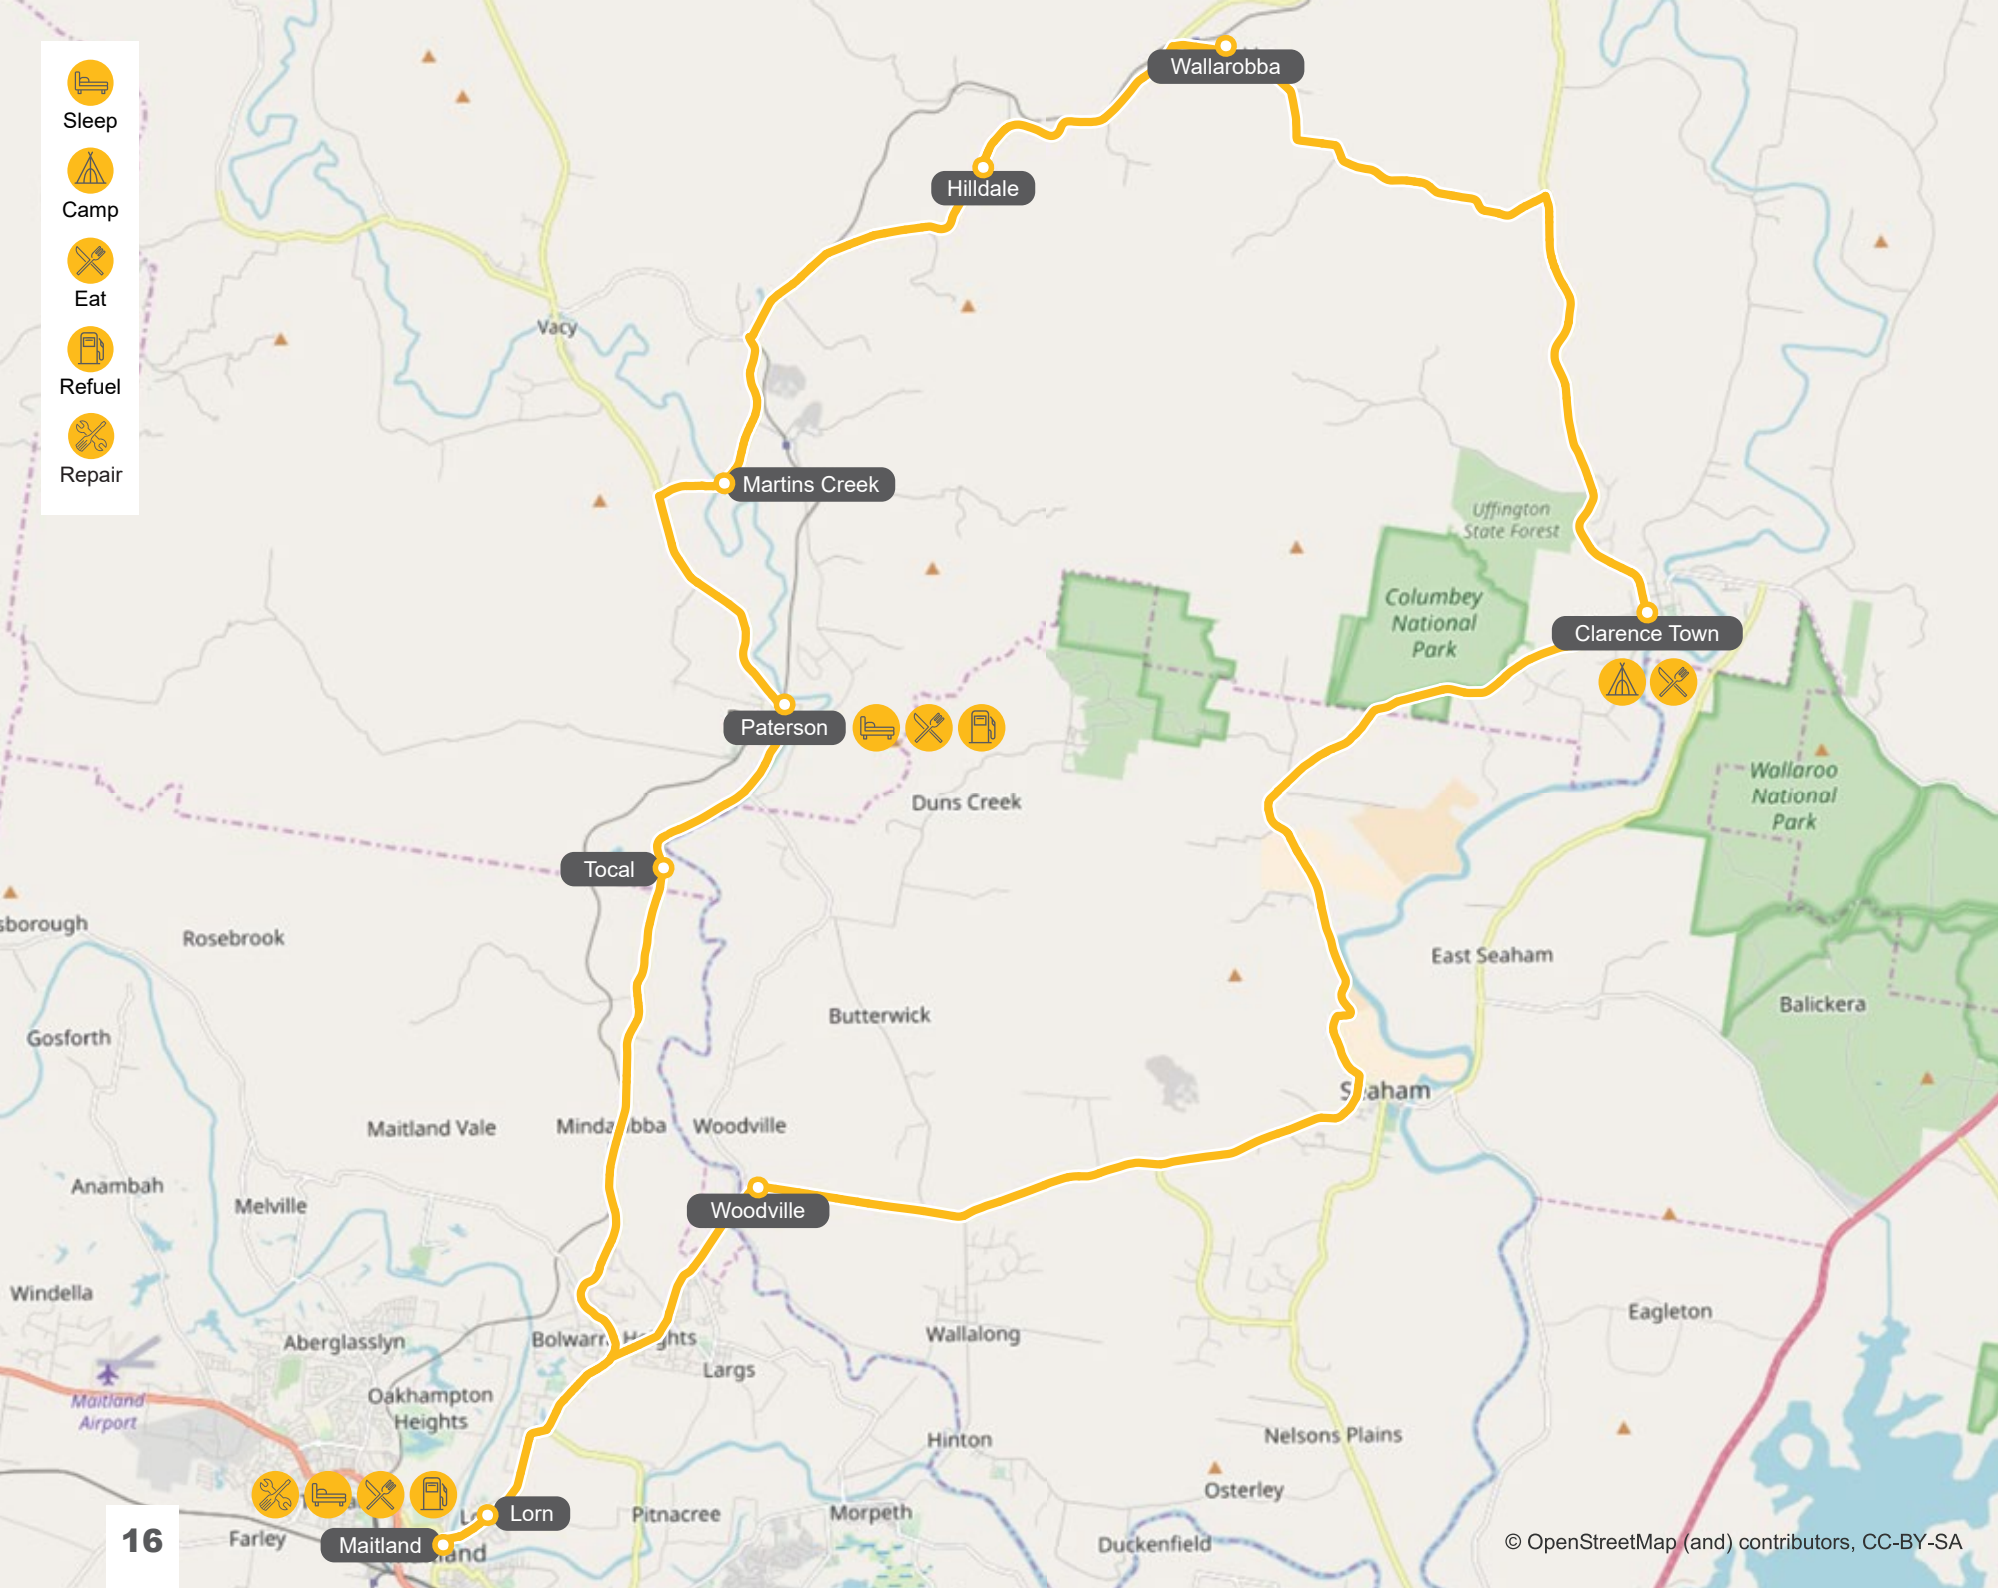 Sleep
Camp
Eat
Refuel
Repair
Wallarobba
Hilldale
Vacy
Martins Creek
Uffington
State Forest
Columbey
National
Park
Clarence Town
Paterson
Wallaroo
National
Park
Duns Creek
Tocal
sborough
Rosebrook
East Seaham
Balickera
Butterwick
Gosforth
Seaham
Maitland Vale
Woodville
Anambah
Melville
Woodville
Windella
Eagleton
Aberglasslyn
Wallalong
Largs
Maitland
Airport
Oakhampton
Heights
Hinton
Nelsons Plains
Osterley
Lorn
Pitnacree
Morpeth
16
Farley
Maitland
Duckenfield
© OpenStreetMap (and) contributors, CC-BY-SA